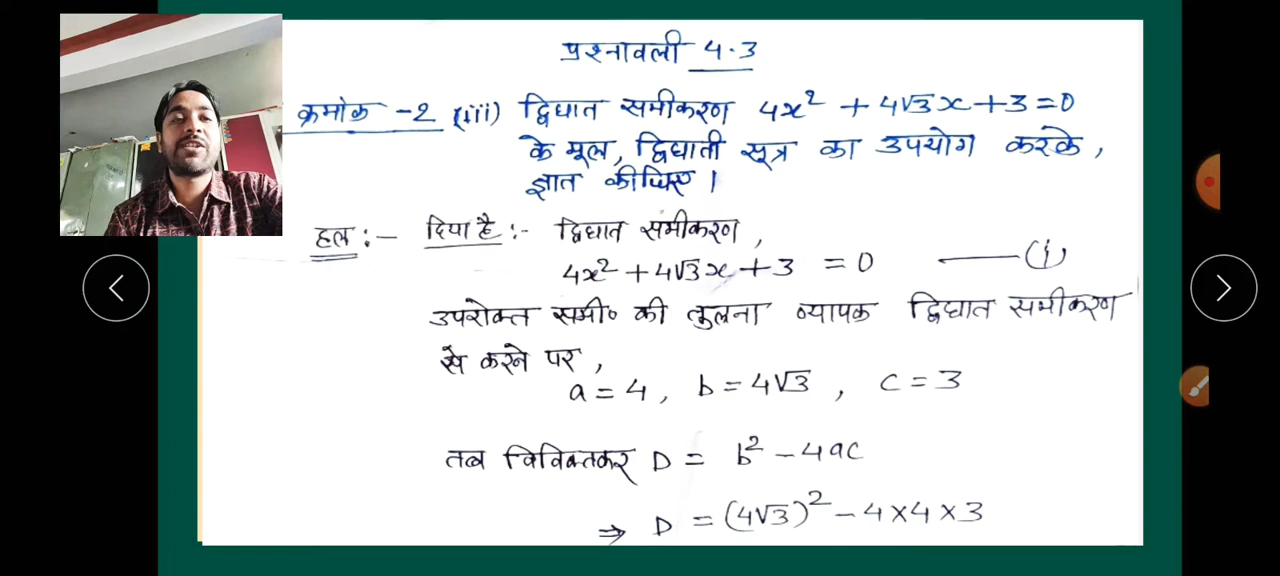 प्रश्नावली 4.3
क्रमांक -2 (iii) द्विघात समीकरण 4x² + 4√3x + 3 = 0
के मूल, द्विघाती सूत्र का उपयोग करके,
ज्ञात कीजिए।
हल :- दिया है :- द्विघात समीकरण,
4x² + 4√3x + 3 = 0 —— (i)
उपरोक्त समी० की तुलना व्यापक द्विघात समीकरण
से करने पर,
a = 4, b = 4√3, c = 3
तब विविक्तकर D = b² - 4ac
⇒ D = (4√3)² - 4×4×3